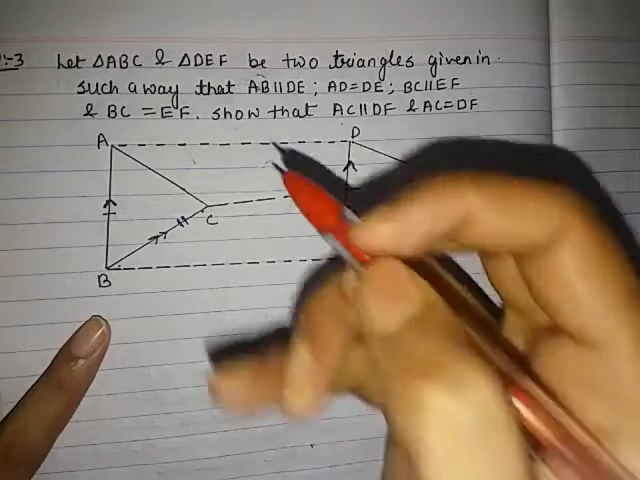 :-3 Let ΔABC & ΔDEF be two triangles given in
such a way that AB||DE ; AD=DE ; BC||EF
& BC = EF. show that AC||DF & AC=DF
A
D
C
B